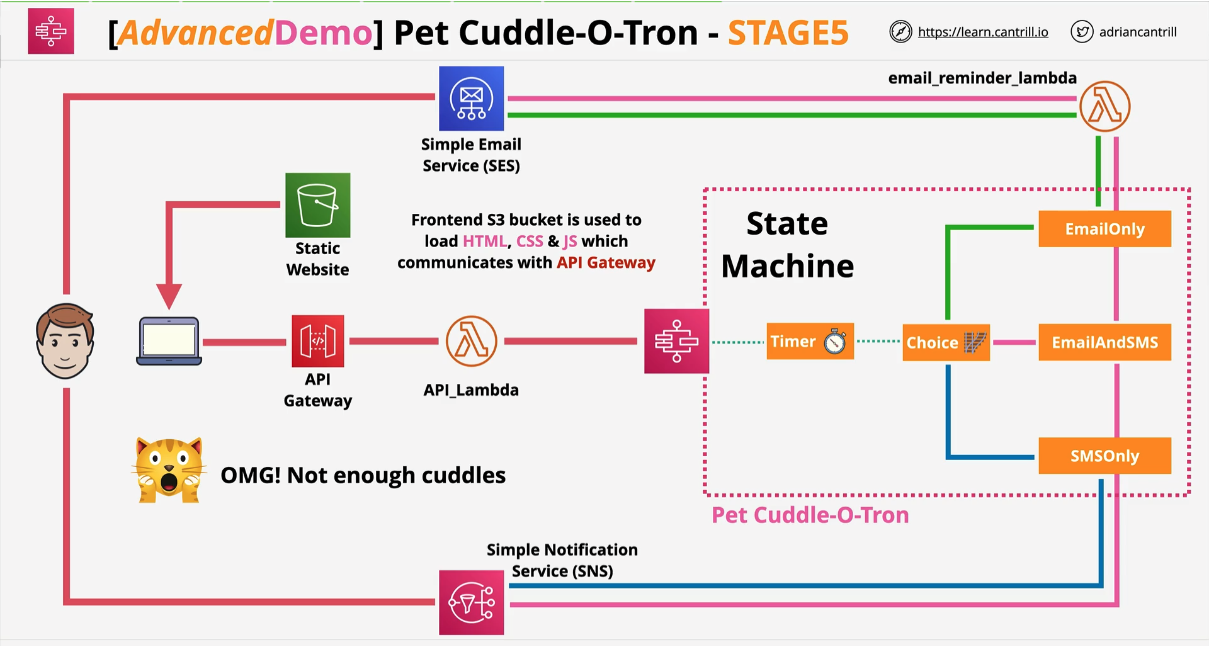 [AdvancedDemo] Pet Cuddle-O-Tron - STAGE5
https://learn.cantrill.io
adriancantrill
email_reminder_lambda
Simple Email
Service (SES)
Static
Website
Frontend S3 bucket is used to
load HTML, CSS & JS which
communicates with API Gateway
State
Machine
EmailOnly
Timer
Choice
EmailAndSMS
API
Gateway
API_Lambda
SMSOnly
OMG! Not enough cuddles
Pet Cuddle-O-Tron
Simple Notification
Service (SNS)